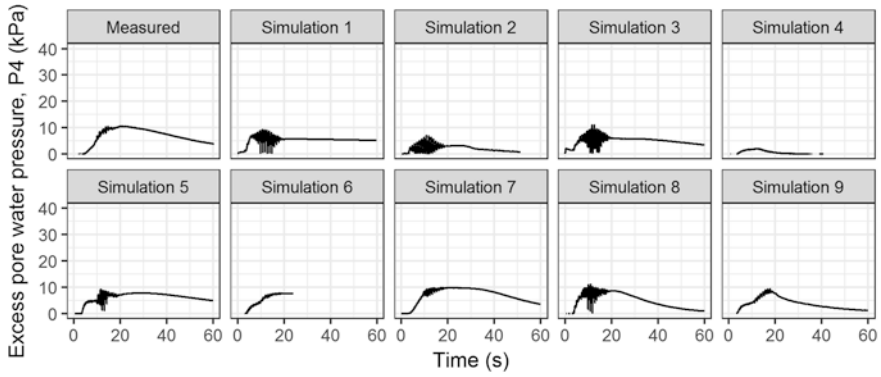 Excess pore water pressure, P4 (kPa)
Measured Simulation 1 Simulation 2 Simulation 3 Simulation 4
40
30
20
10
0
Simulation 5 Simulation 6 Simulation 7 Simulation 8 Simulation 9
40
30
20
10
0
0 20 40 60 0 20 40 60 0 20 40 60 0 20 40 60 0 20 40 60
Time (s)